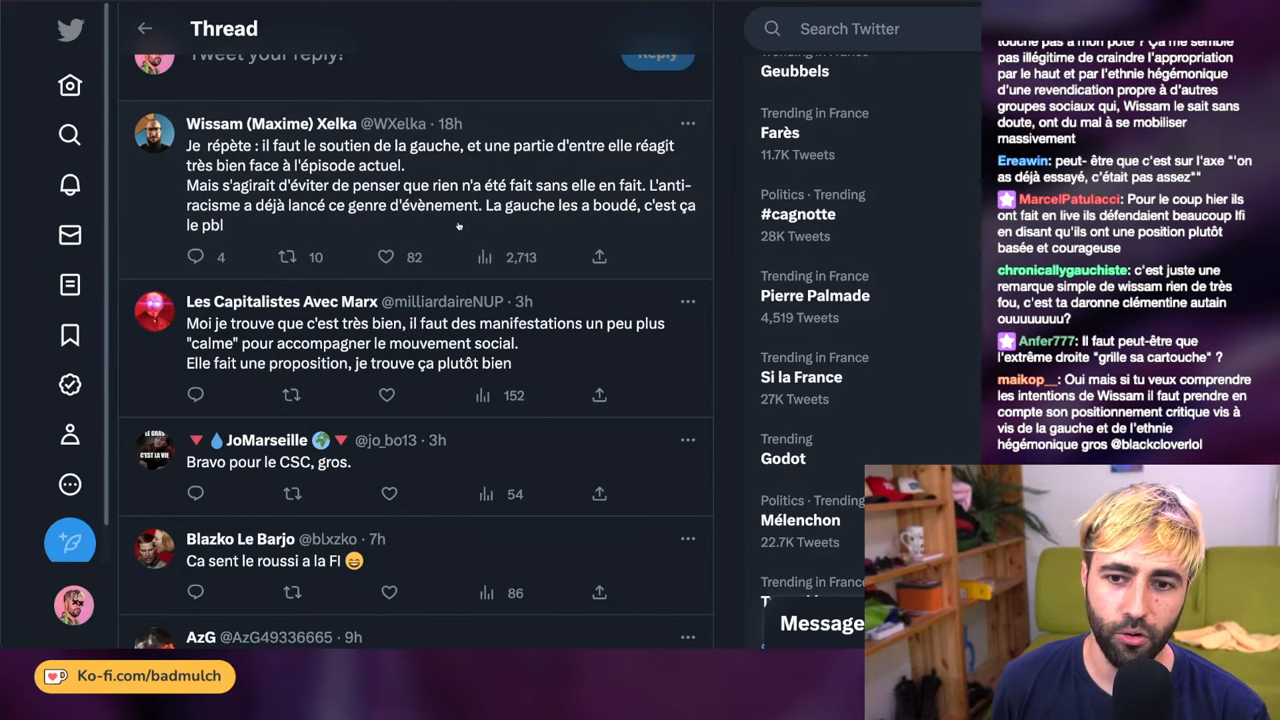 Thread
Search Twitter
Tweet your reply!
Reply
Wissam (Maxime) Xelka @WXelka · 18h
Je répète : il faut le soutien de la gauche, et une partie d'entre elle réagit
très bien face à l'épisode actuel.
Mais s'agirait d'éviter de penser que rien n'a été fait sans elle en fait. L'anti-
racisme a déjà lancé ce genre d'évènement. La gauche les a boudé, c'est ça
le pbl
4 10 82 2,713
Les Capitalistes Avec Marx @milliardaireNUP · 3h
Moi je trouve que c'est très bien, il faut des manifestations un peu plus
"calme" pour accompagner le mouvement social.
Elle fait une proposition, je trouve ça plutôt bien
152
JoMarseille @jo_bo13 · 3h
Bravo pour le CSC, gros.
54
Blazko Le Barjo @blxzko · 7h
Ca sent le roussi a la FI
86
AzG @AzG49336665 · 9h
Trending in France
Geubbels
Trending in France
Farès
11.7K Tweets
Politics · Trending
#cagnotte
28K Tweets
Trending in France
Pierre Palmade
4,519 Tweets
Trending in France
Si la France
27K Tweets
Trending
Godot
Politics · Trending
Mélenchon
22.7K Tweets
Trending in France
Message
touche pas à mon pote ? Ça me semble
pas illégitime de craindre l'appropriation
par le haut et par l'ethnie hégémonique
d'une revendication propre à d'autres
groupes sociaux qui, Wissam le sait sans
doute, ont du mal à se mobiliser
massivement
Ereawin: peut- être que c'est sur l'axe "'on
as déjà essayé, c'était pas assez"'
MarcelPatulacci: Pour le coup hier ils
ont fait en live ils défendaient beaucoup lfi
en disant qu'ils ont une position plutôt
basée et courageuse
chronicallygauchiste: c'est juste une
remarque simple de wissam rien de très
fou, c'est ta daronne clémentine autain
ouuuuuuu?
Anfer777: Il faut peut-être que
l'extrême droite "grille sa cartouche" ?
maikop__: Oui mais si tu veux comprendre
les intentions de Wissam il faut prendre en
compte son positionnement critique vis à
vis de la gauche et de l'ethnie
hégémonique gros @blackcloverlol
LE GRAS
C'EST LA VIE
Ko-fi.com/badmulch